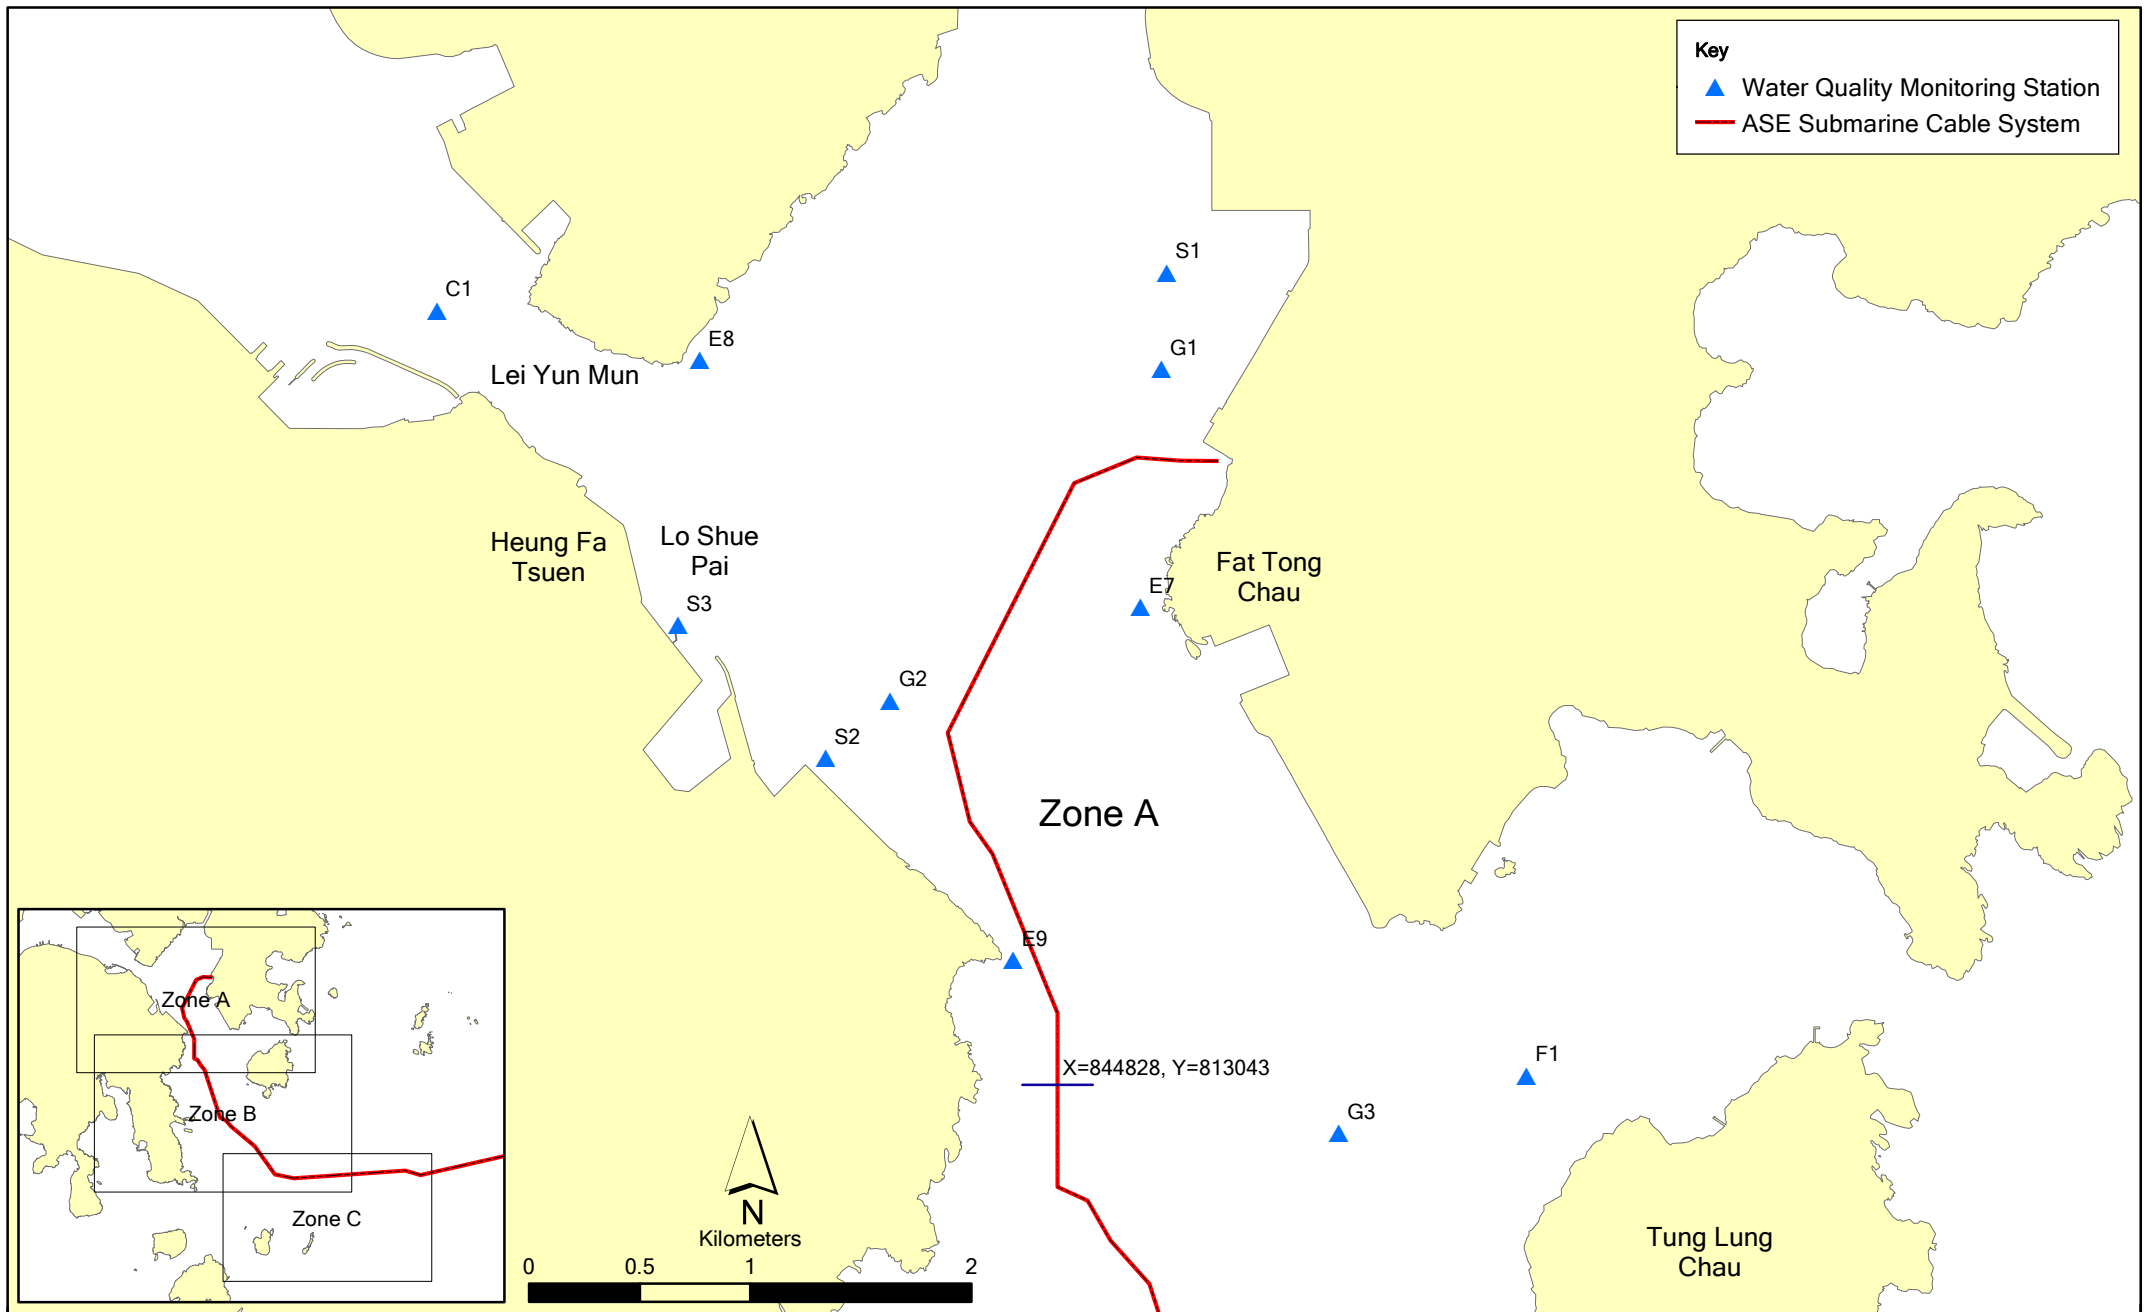 Key
Water Quality Monitoring Station
ASE Submarine Cable System
S1
C1
E8
G1
Lei Yun Mun
Heung Fa
Tsuen
Lo Shue
Pai
Fat Tong
Chau
E7
S3
G2
S2
Zone A
E9
X=844828, Y=813043
F1
G3
Tung Lung
Chau
Zone A
Zone B
Zone C
N
Kilometers
0 0.5 1 2